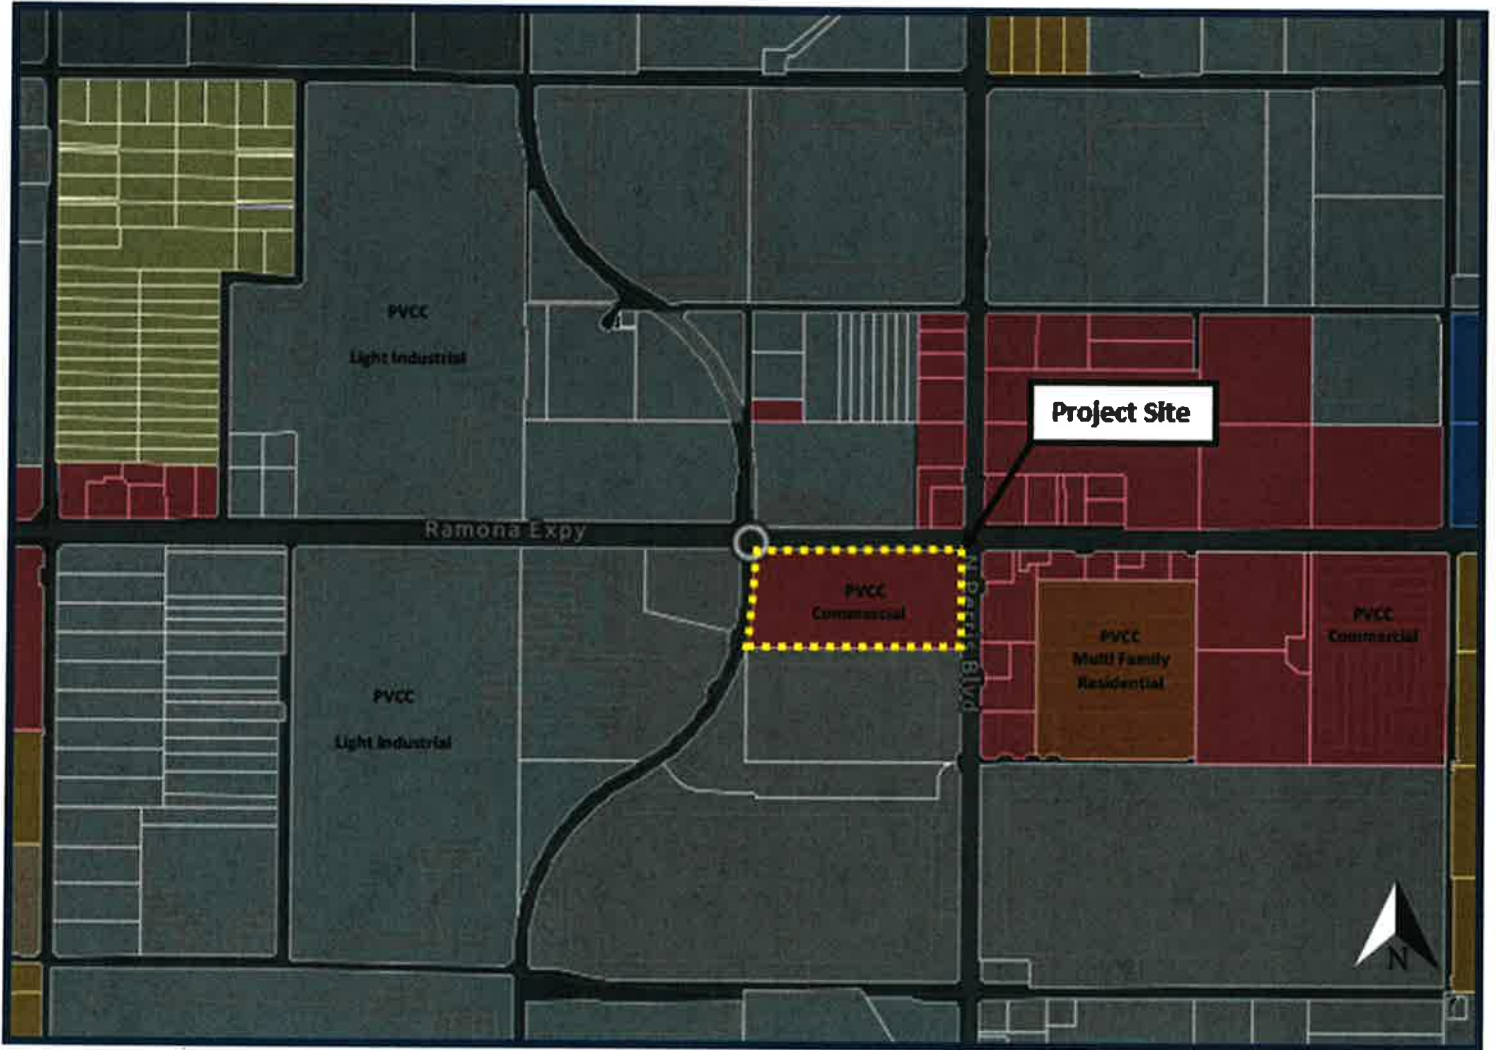 PVCC
Light Industrial
Project Site
Ramona Expy
PVCC
Commercial
N Perris Blvd
PVCC
Multi Family
Residential
PVCC
Commercial
PVCC
Light Industrial
N